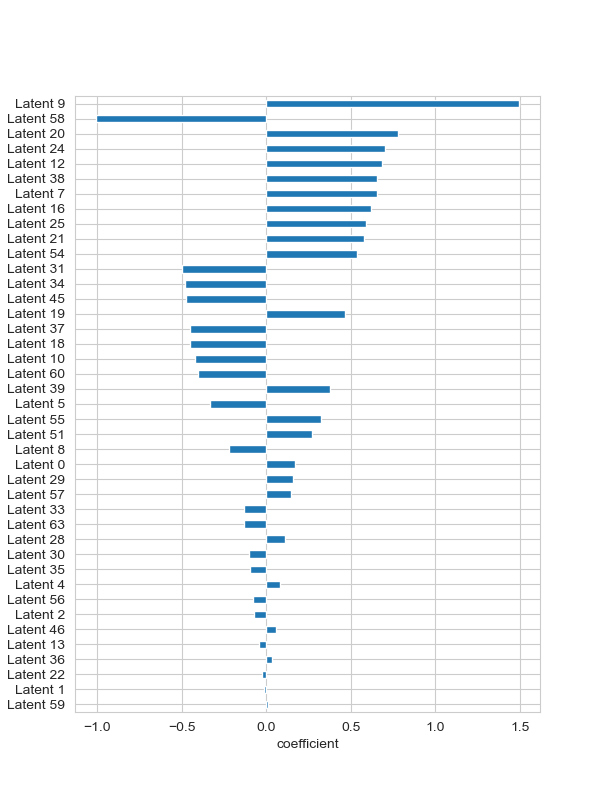 Latent 9
Latent 58
Latent 20
Latent 24
Latent 12
Latent 38
Latent 7
Latent 16
Latent 25
Latent 21
Latent 54
Latent 31
Latent 34
Latent 45
Latent 19
Latent 37
Latent 18
Latent 10
Latent 60
Latent 39
Latent 5
Latent 55
Latent 51
Latent 8
Latent 0
Latent 29
Latent 57
Latent 33
Latent 63
Latent 28
Latent 30
Latent 35
Latent 4
Latent 56
Latent 2
Latent 46
Latent 13
Latent 36
Latent 22
Latent 1
Latent 59
−1.0 −0.5 0.0 0.5 1.0 1.5
coefficient